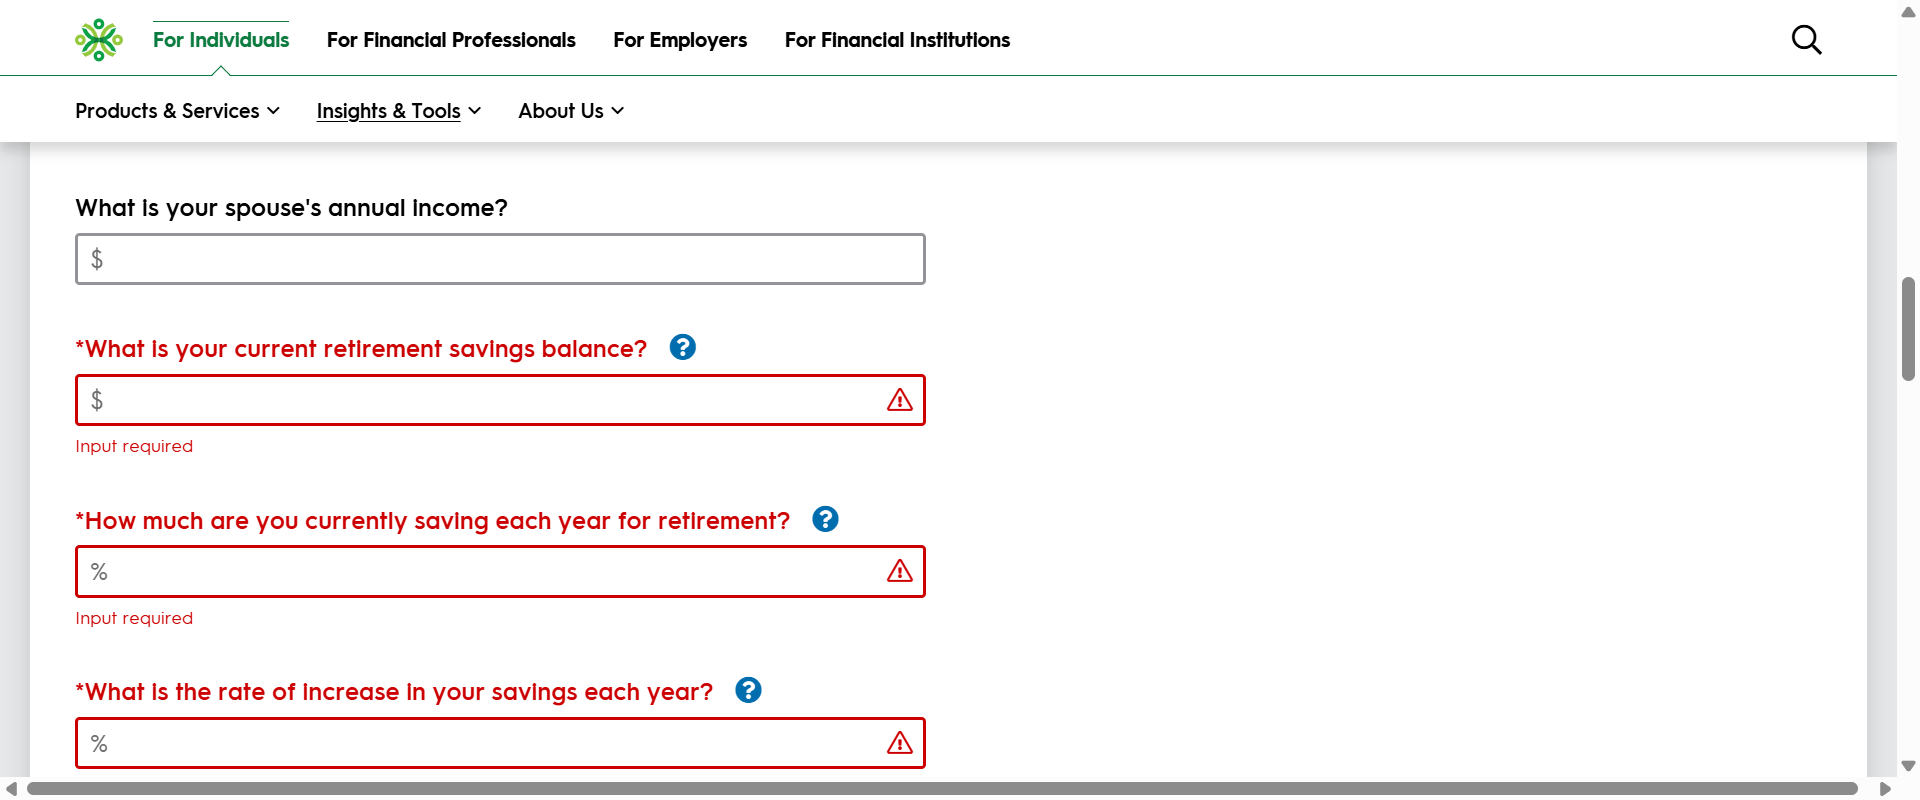 For Individuals For Financial Professionals For Employers For Financial Institutions
Products & Services Insights & Tools About Us
What is your spouse's annual income?
$
*What is your current retirement savings balance? ?
$
Input required
*How much are you currently saving each year for retirement? ?
%
Input required
*What is the rate of increase in your savings each year? ?
%